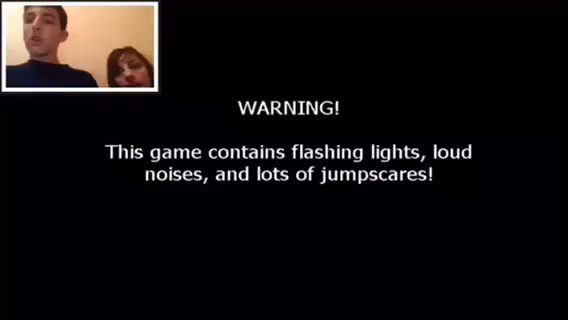 WARNING!
This game contains flashing lights, loud
noises, and lots of jumpscares!